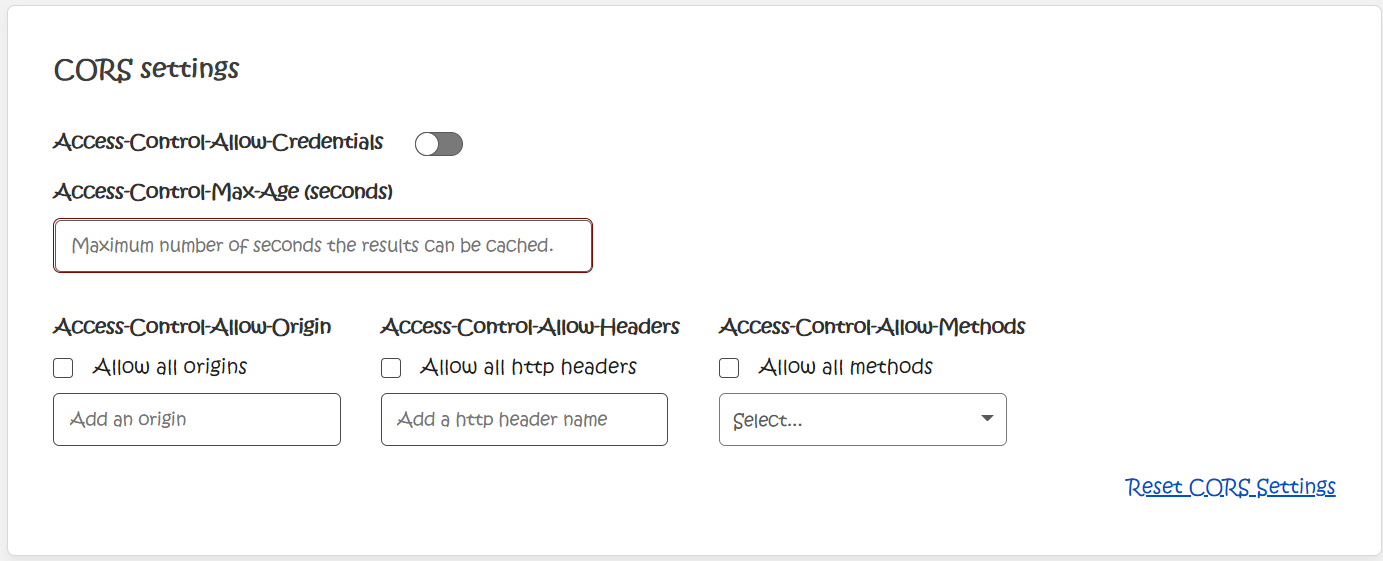 CORS settings
Access-Control-Allow-Credentials
Access-Control-Max-Age (seconds)
Maximum number of seconds the results can be cached.
Access-Control-Allow-Origin
Access-Control-Allow-Headers
Access-Control-Allow-Methods
Allow all origins
Allow all http headers
Allow all methods
Add an origin
Add a http header name
Select...
Reset CORS Settings